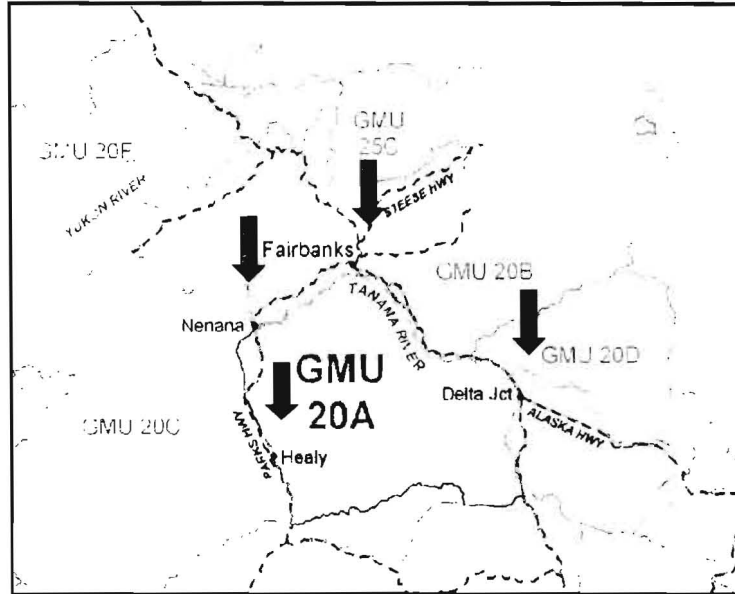 GMU
25C
GMU 20F
YUKON RIVER
STEESE HWY
Fairbanks
GMU 20B
TANANA RIVER
Nenana
GMU
20A
GMU 20D
Delta Jct
GMU 20C
PARKS HWY
ALASKA HWY
Healy